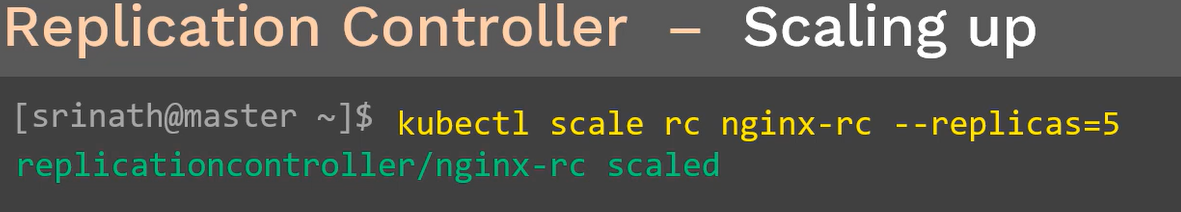 Replication Controller – Scaling up
[srinath@master ~]$ kubectl scale rc nginx-rc --replicas=5
replicationcontroller/nginx-rc scaled